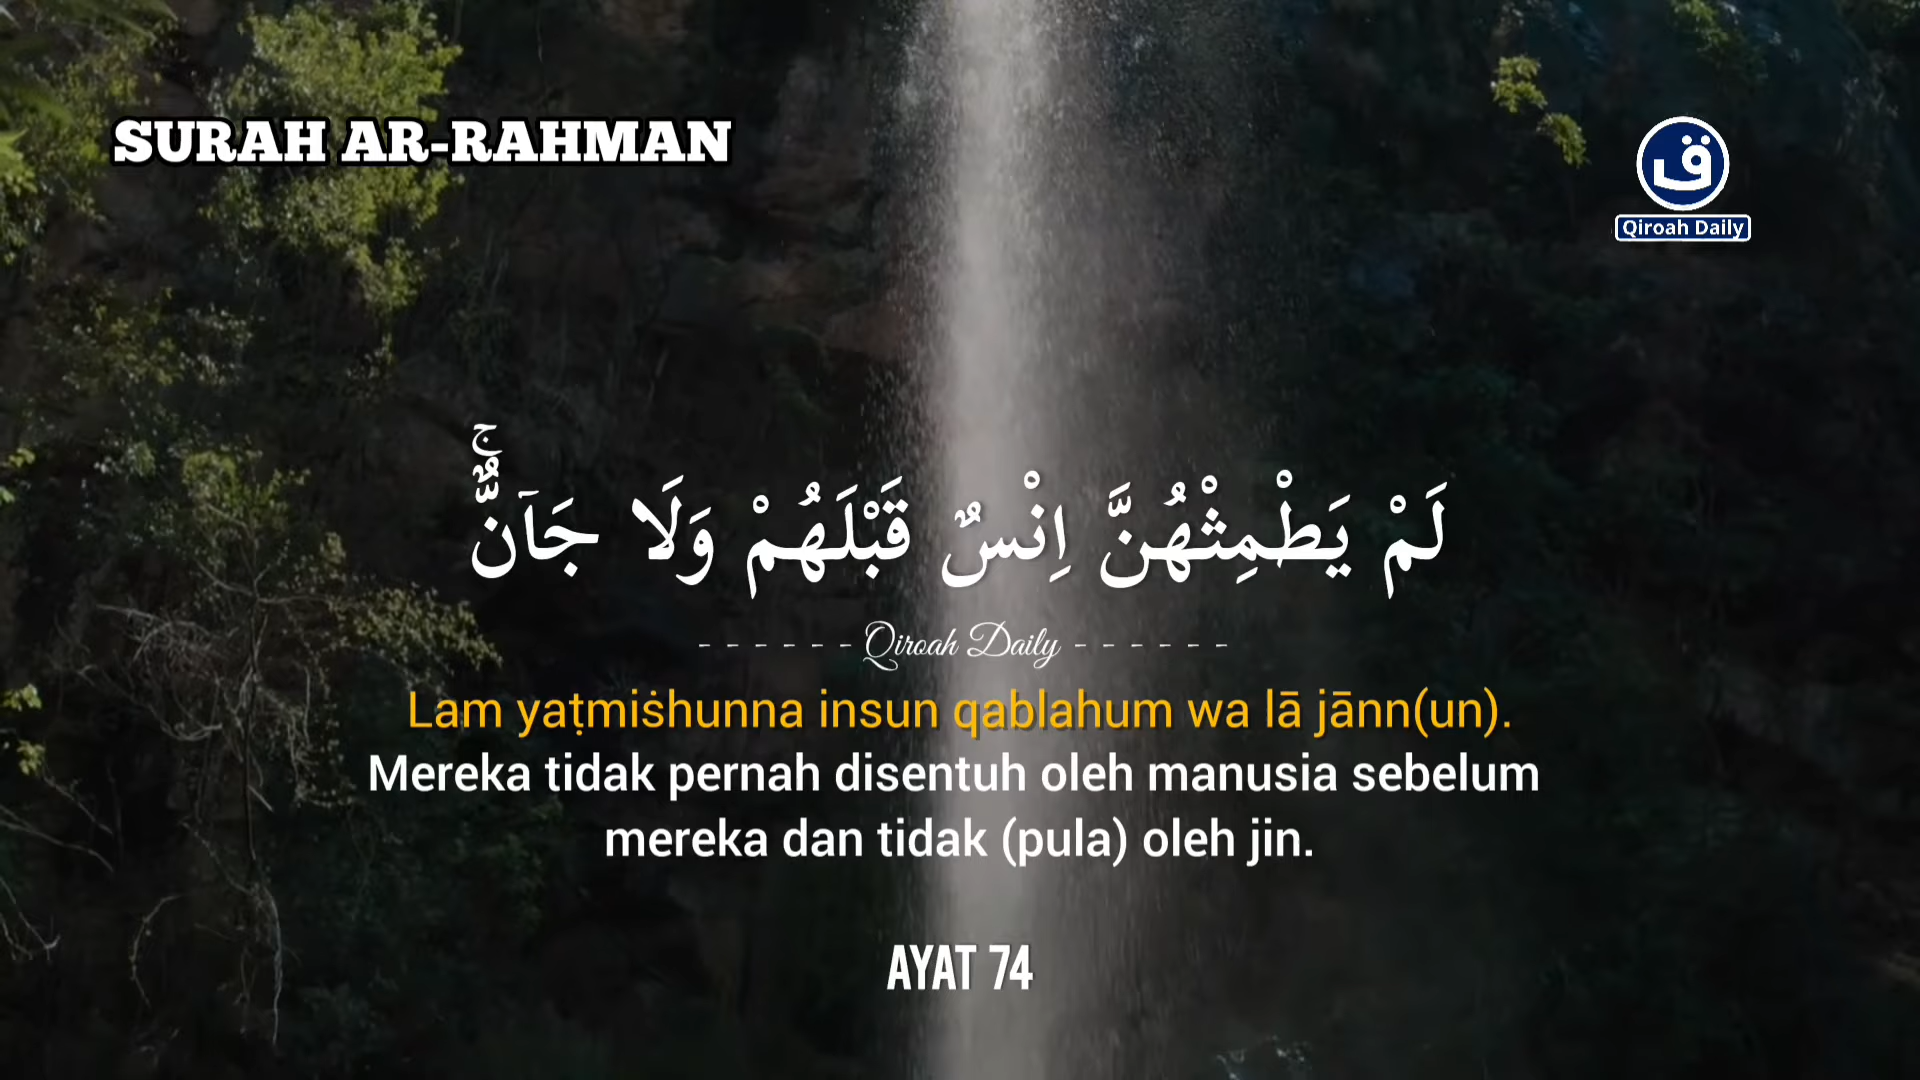 SURAH AR-RAHMAN
ق
Qiroah Daily
لَمْ يَطْمِثْهُنَّ اِنْسٌ قَبْلَهُمْ وَلَا جَاۤنٌّۚ
------ Qiroah Daily ------
Lam yaṭmiṡhunna insun qablahum wa lā jānn(un).
Mereka tidak pernah disentuh oleh manusia sebelum
mereka dan tidak (pula) oleh jin.
AYAT 74